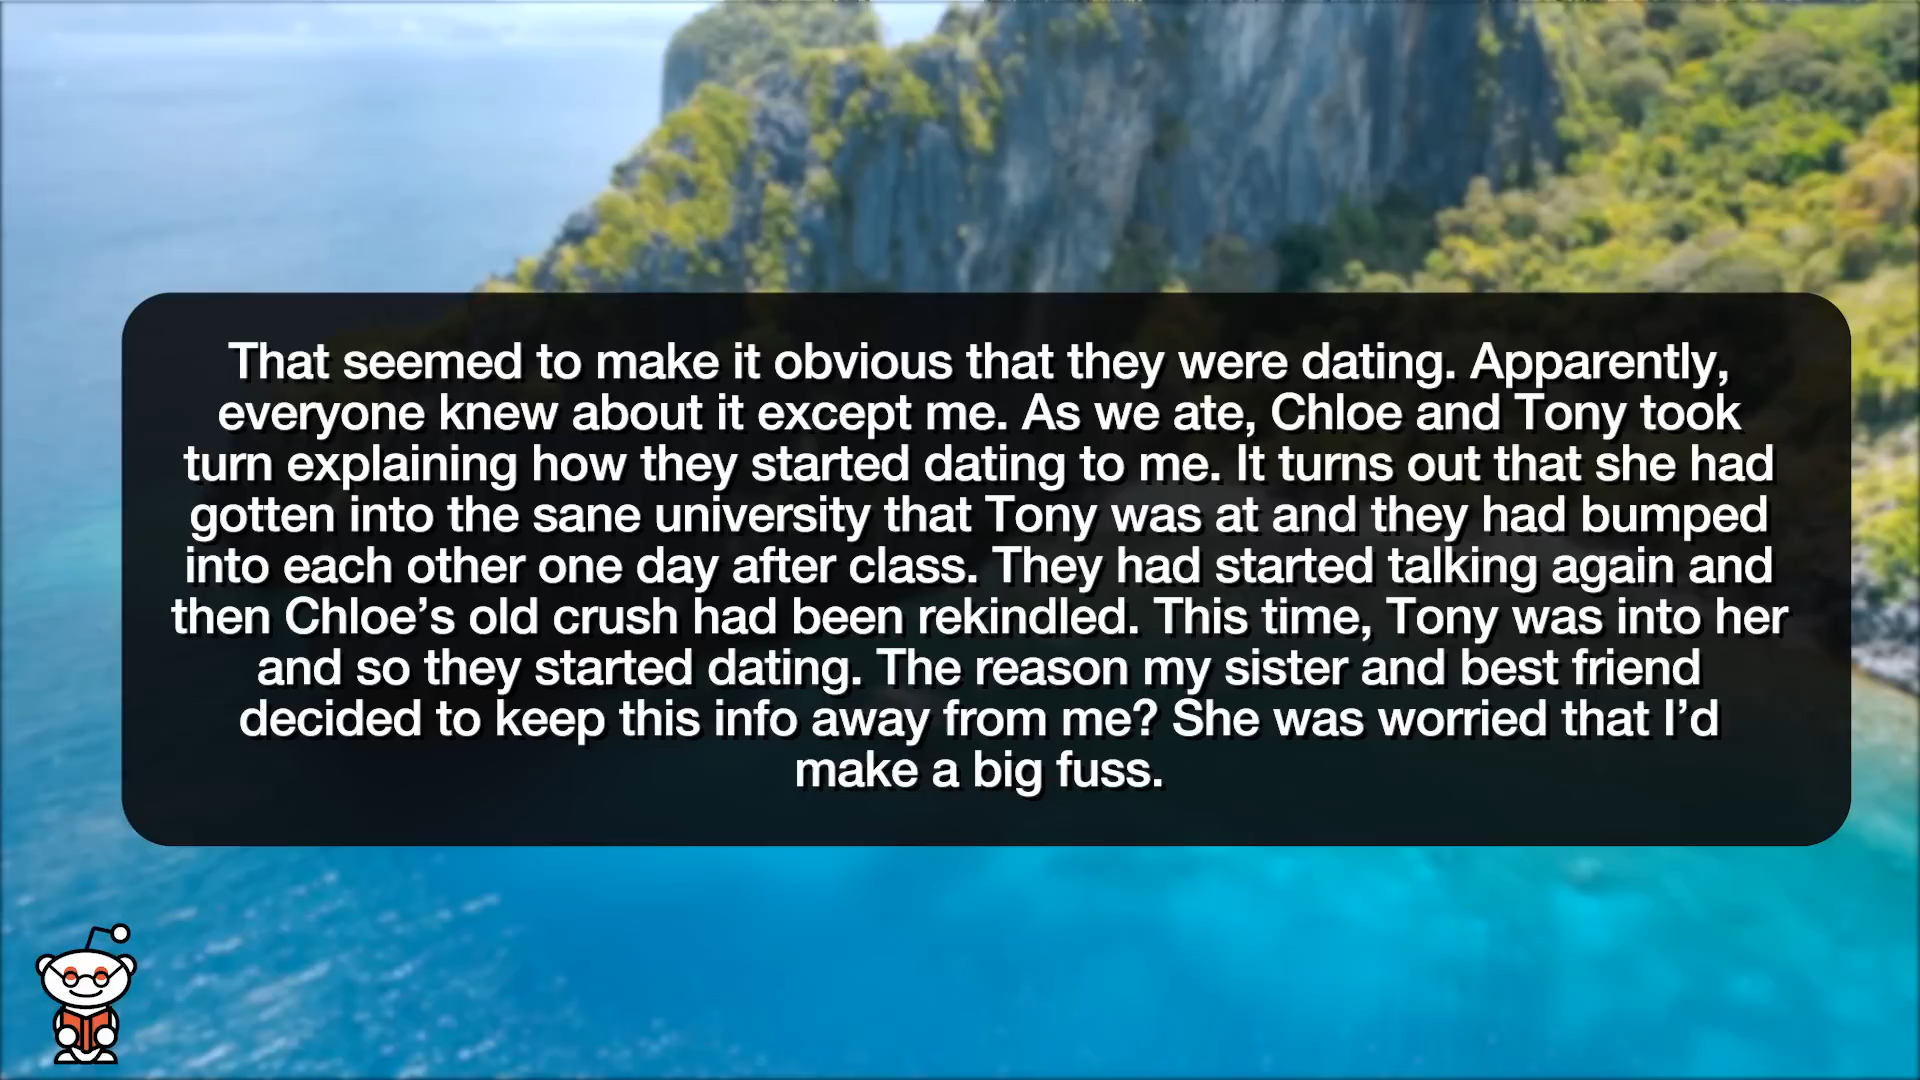 That seemed to make it obvious that they were dating. Apparently,
everyone knew about it except me. As we ate, Chloe and Tony took
turn explaining how they started dating to me. It turns out that she had
gotten into the sane university that Tony was at and they had bumped
into each other one day after class. They had started talking again and
then Chloe’s old crush had been rekindled. This time, Tony was into her
and so they started dating. The reason my sister and best friend
decided to keep this info away from me? She was worried that I’d
make a big fuss.